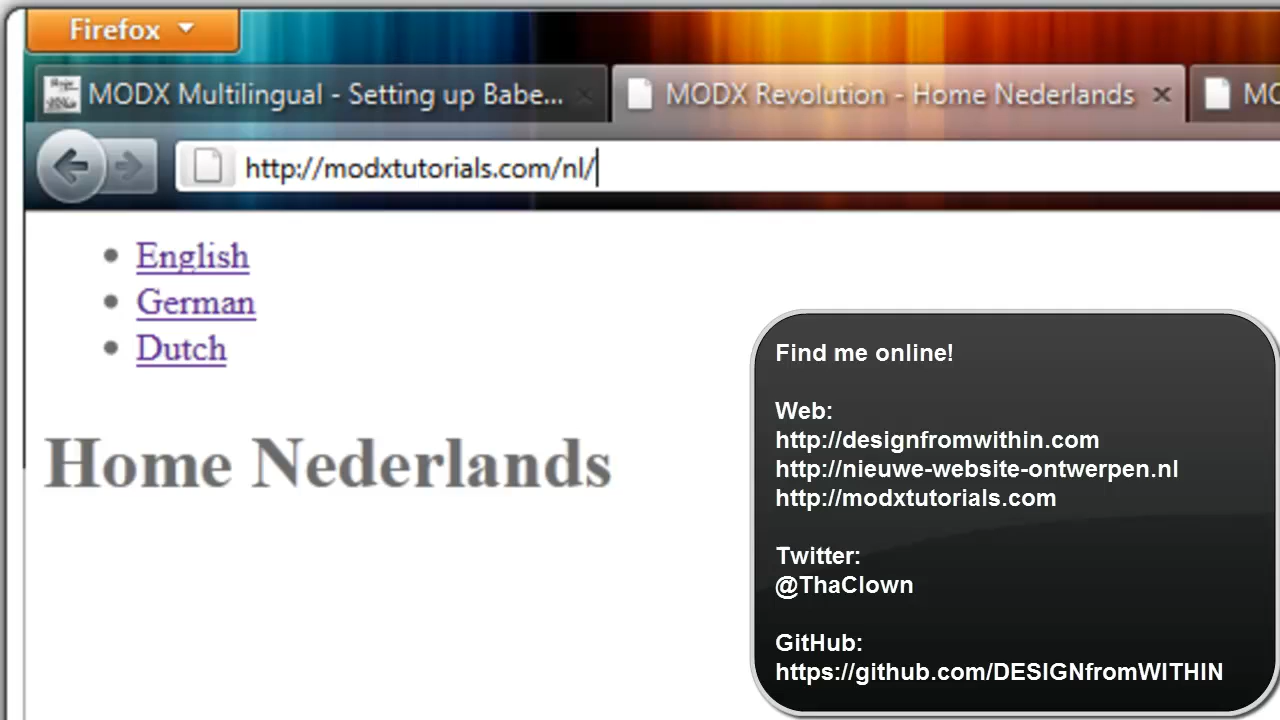 Firefox
MODX Multilingual - Setting up Babe...
MODX Revolution - Home Nederlands
MO
http://modxtutorials.com/nl/
English
German
Dutch
Home Nederlands
Find me online!
Web:
http://designfromwithin.com
http://nieuwe-website-ontwerpen.nl
http://modxtutorials.com
Twitter:
@ThaClown
GitHub:
https://github.com/DESIGNfromWITHIN